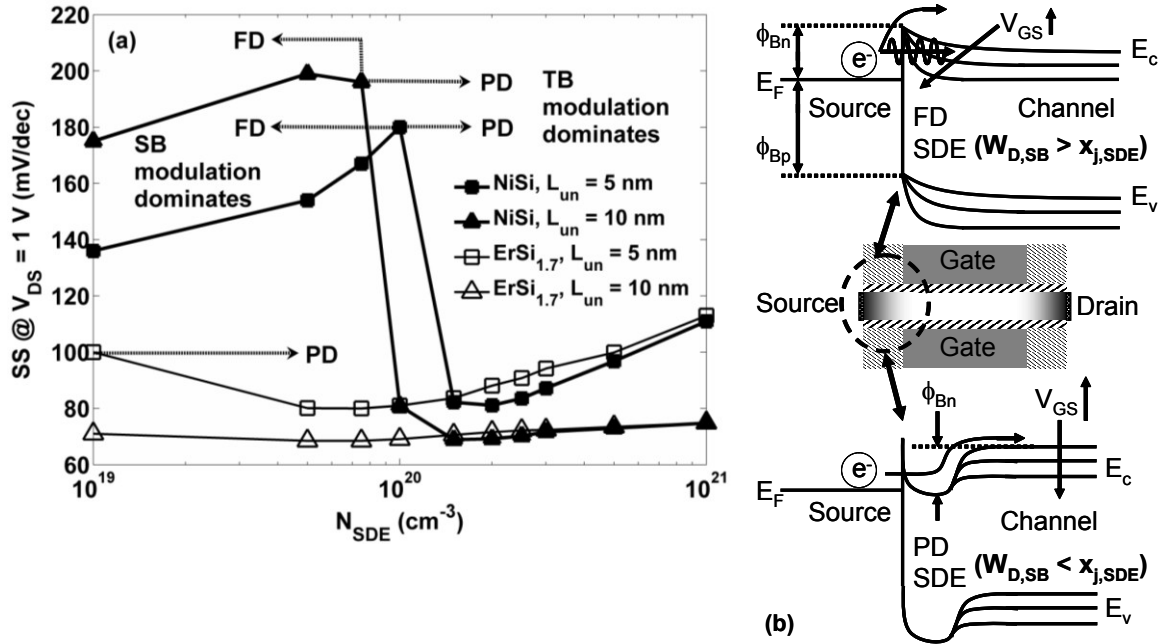 (a)
FD
PD
TB
modulation
dominates
FD
PD
SB
modulation
dominates
NiSi, L_un = 5 nm
NiSi, L_un = 10 nm
ErSi_1.7, L_un = 5 nm
ErSi_1.7, L_un = 10 nm
PD
220
200
180
160
140
120
100
80
60
SS @ V_DS = 1 V (mV/dec)
10^19
10^20
10^21
N_SDE (cm^-3)
ϕ_Bn
V_GS
e-
E_c
E_F
Source
Channel
FD
SDE (W_D,SB > x_j,SDE)
ϕ_Bp
E_v
Gate
Source
Drain
Gate
ϕ_Bn
V_GS
e-
E_c
E_F
Source
Channel
PD
SDE (W_D,SB < x_j,SDE)
E_v
(b)